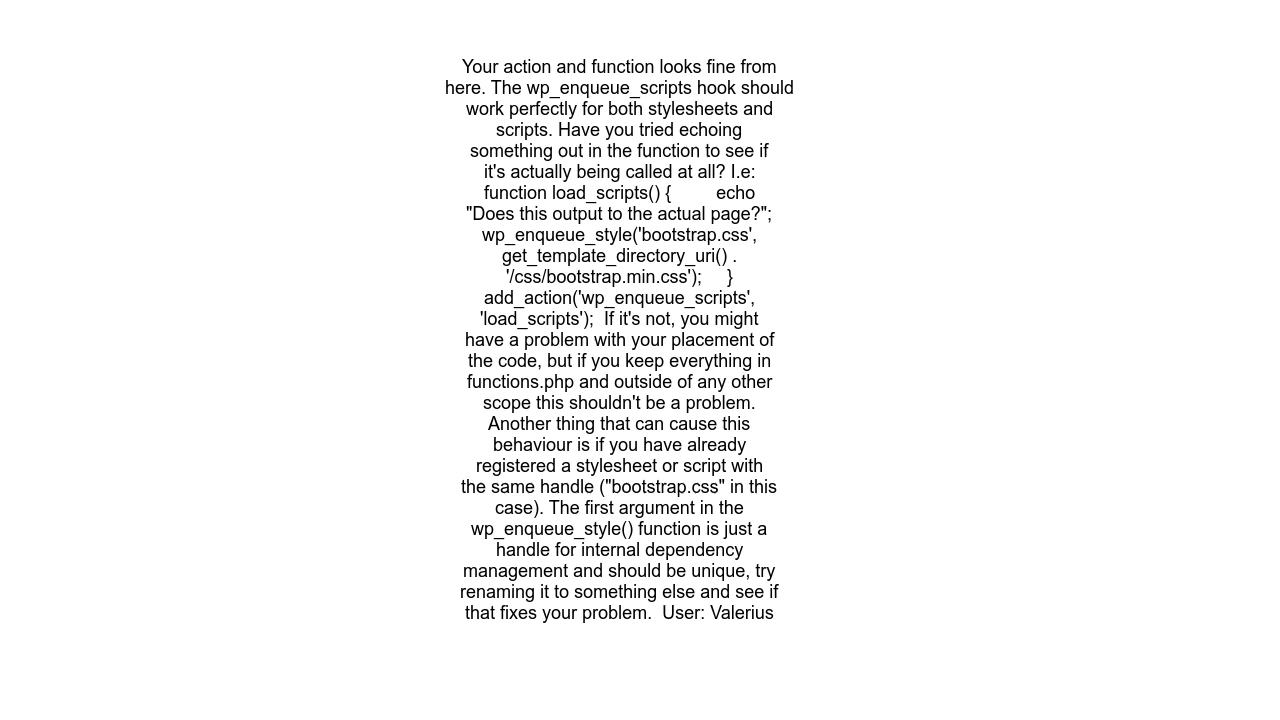 Your action and function looks fine from
here. The wp_enqueue_scripts hook should
work perfectly for both stylesheets and
scripts. Have you tried echoing
something out in the function to see if
it's actually being called at all? I.e:
function load_scripts() {         echo
"Does this output to the actual page?";
wp_enqueue_style('bootstrap.css',
get_template_directory_uri() .
'/css/bootstrap.min.css');     }
add_action('wp_enqueue_scripts',
'load_scripts');  If it's not, you might
have a problem with your placement of
the code, but if you keep everything in
functions.php and outside of any other
scope this shouldn't be a problem.
Another thing that can cause this
behaviour is if you have already
registered a stylesheet or script with
the same handle ("bootstrap.css" in this
case). The first argument in the
wp_enqueue_style() function is just a
handle for internal dependency
management and should be unique, try
renaming it to something else and see if
that fixes your problem.  User: Valerius